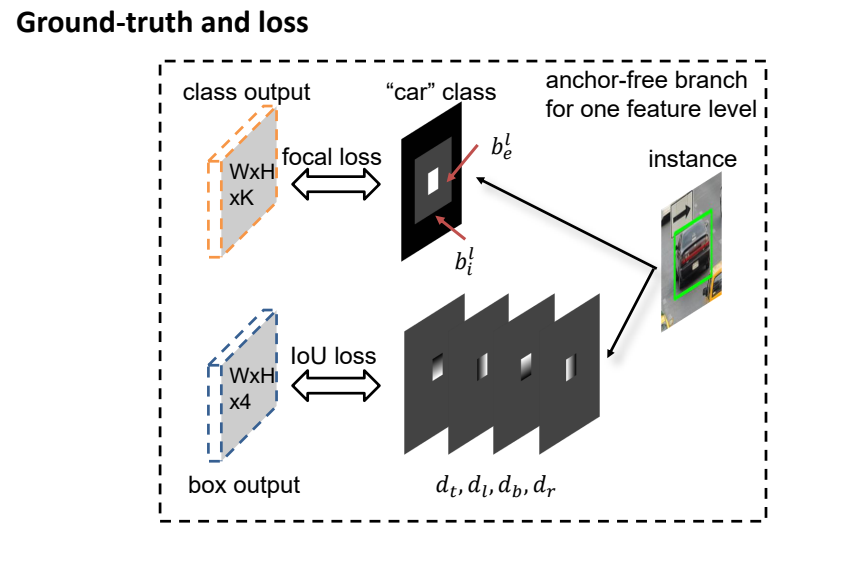 Ground-truth and loss
class output
"car" class
anchor-free branch
for one feature level
focal loss
WxH
xK
b_e^l
instance
b_i^l
IoU loss
WxH
x4
box output
d_t, d_l, d_b, d_r